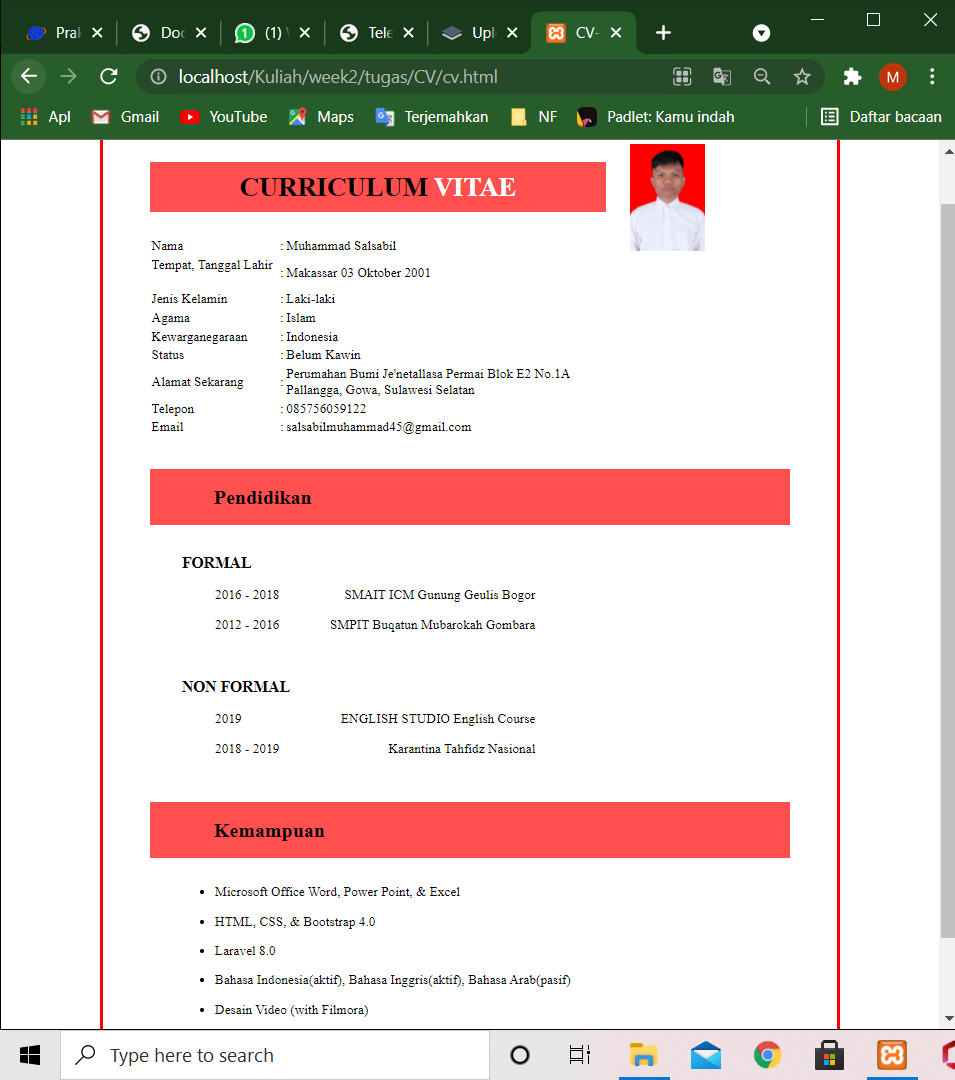 Pral
Doc
(1)
Tele
Upl
CV-
localhost/Kuliah/week2/tugas/CV/cv.html
M
Apl Gmail YouTube Maps Terjemahkan NF Padlet: Kamu indah Daftar bacaan
CURRICULUM VITAE
Nama : Muhammad Salsabil
Tempat, Tanggal Lahir : Makassar 03 Oktober 2001
Jenis Kelamin : Laki-laki
Agama : Islam
Kewarganegaraan : Indonesia
Status : Belum Kawin
Alamat Sekarang : Perumahan Bumi Je'netallasa Permai Blok E2 No.1A
Pallangga, Gowa, Sulawesi Selatan
Telepon : 085756059122
Email : salsabilmuhammad45@gmail.com
Pendidikan
FORMAL
2016 - 2018 SMAIT ICM Gunung Geulis Bogor
2012 - 2016 SMPIT Buqatun Mubarokah Gombara
NON FORMAL
2019 ENGLISH STUDIO English Course
2018 - 2019 Karantina Tahfidz Nasional
Kemampuan
• Microsoft Office Word, Power Point, & Excel
• HTML, CSS, & Bootstrap 4.0
• Laravel 8.0
• Bahasa Indonesia(aktif), Bahasa Inggris(aktif), Bahasa Arab(pasif)
• Desain Video (with Filmora)
Type here to search